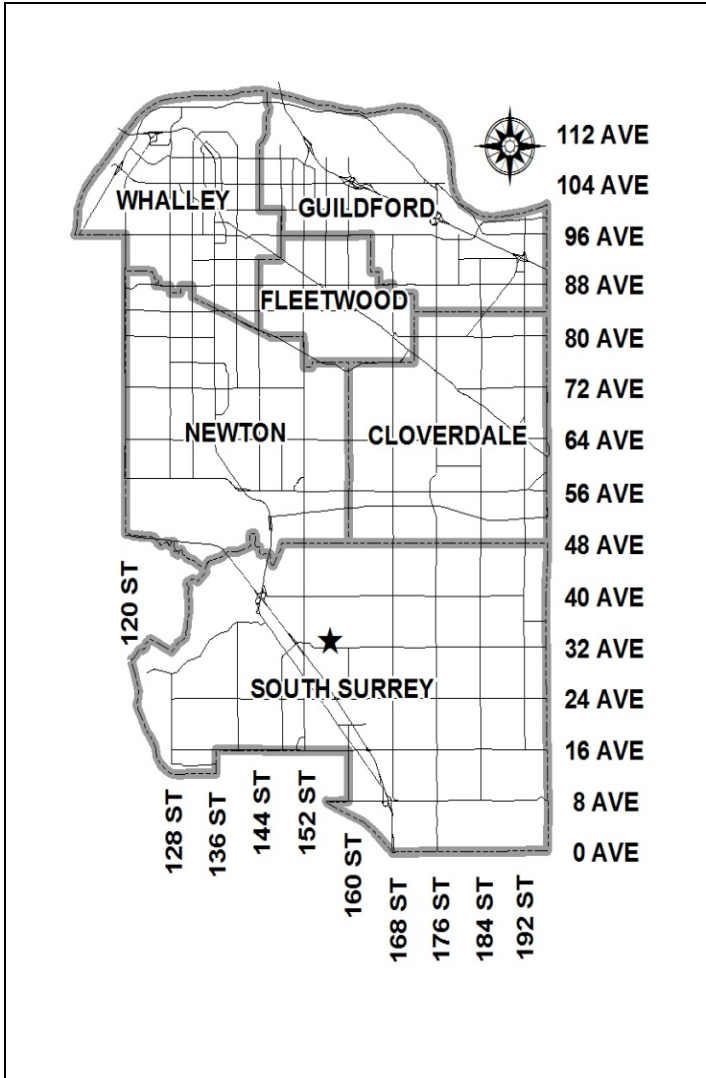 112 AVE
104 AVE
WHALLEY
GUILDFORD
96 AVE
88 AVE
FLEETWOOD
80 AVE
72 AVE
NEWTON
CLOVERDALE
64 AVE
56 AVE
48 AVE
120 ST
40 AVE
32 AVE
SOUTH SURREY
24 AVE
16 AVE
8 AVE
0 AVE
128 ST
136 ST
144 ST
152 ST
160 ST
168 ST
176 ST
184 ST
192 ST